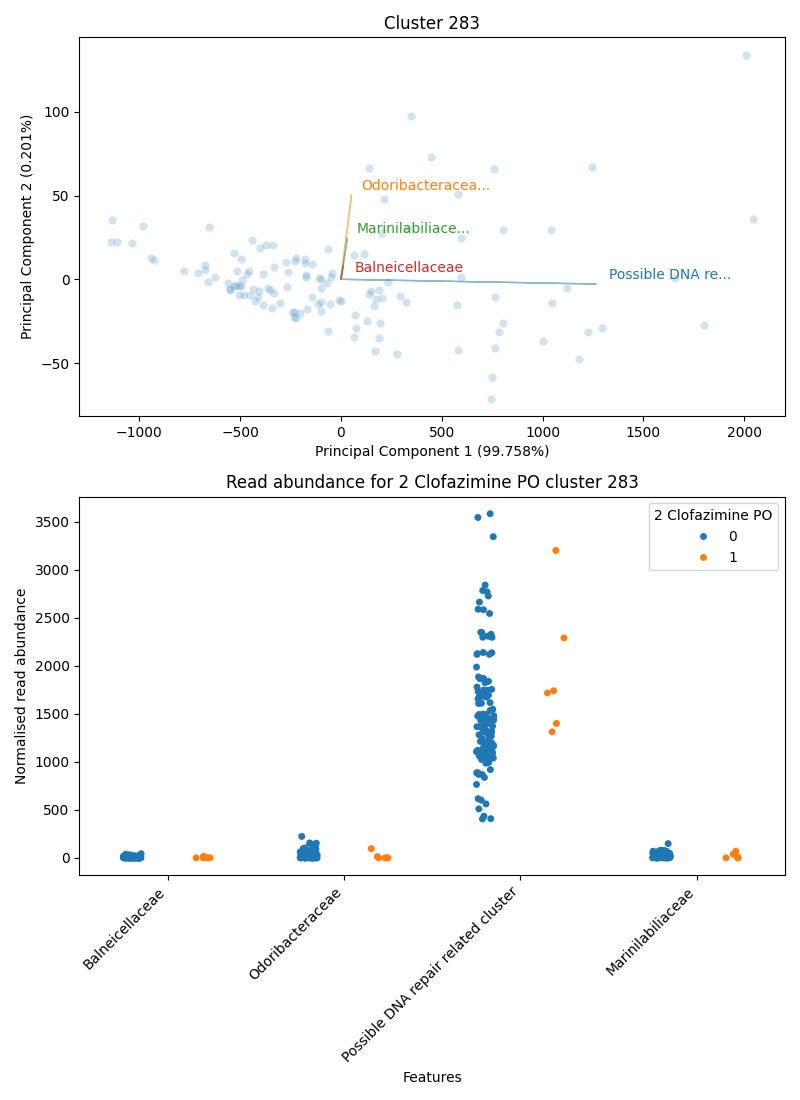 Cluster 283
Principal Component 2 (0.201%)
100
50
0
−50
Odoribacteracea...
Marinilabiliace...
Balneicellaceae
Possible DNA re...
−1000
−500
0
500
1000
1500
2000
Principal Component 1 (99.758%)
Read abundance for 2 Clofazimine PO cluster 283
Normalised read abundance
3500
3000
2500
2000
1500
1000
500
0
2 Clofazimine PO
0
1
Balneicellaceae
Odoribacteraceae
Possible DNA repair related cluster
Marinilabiliaceae
Features